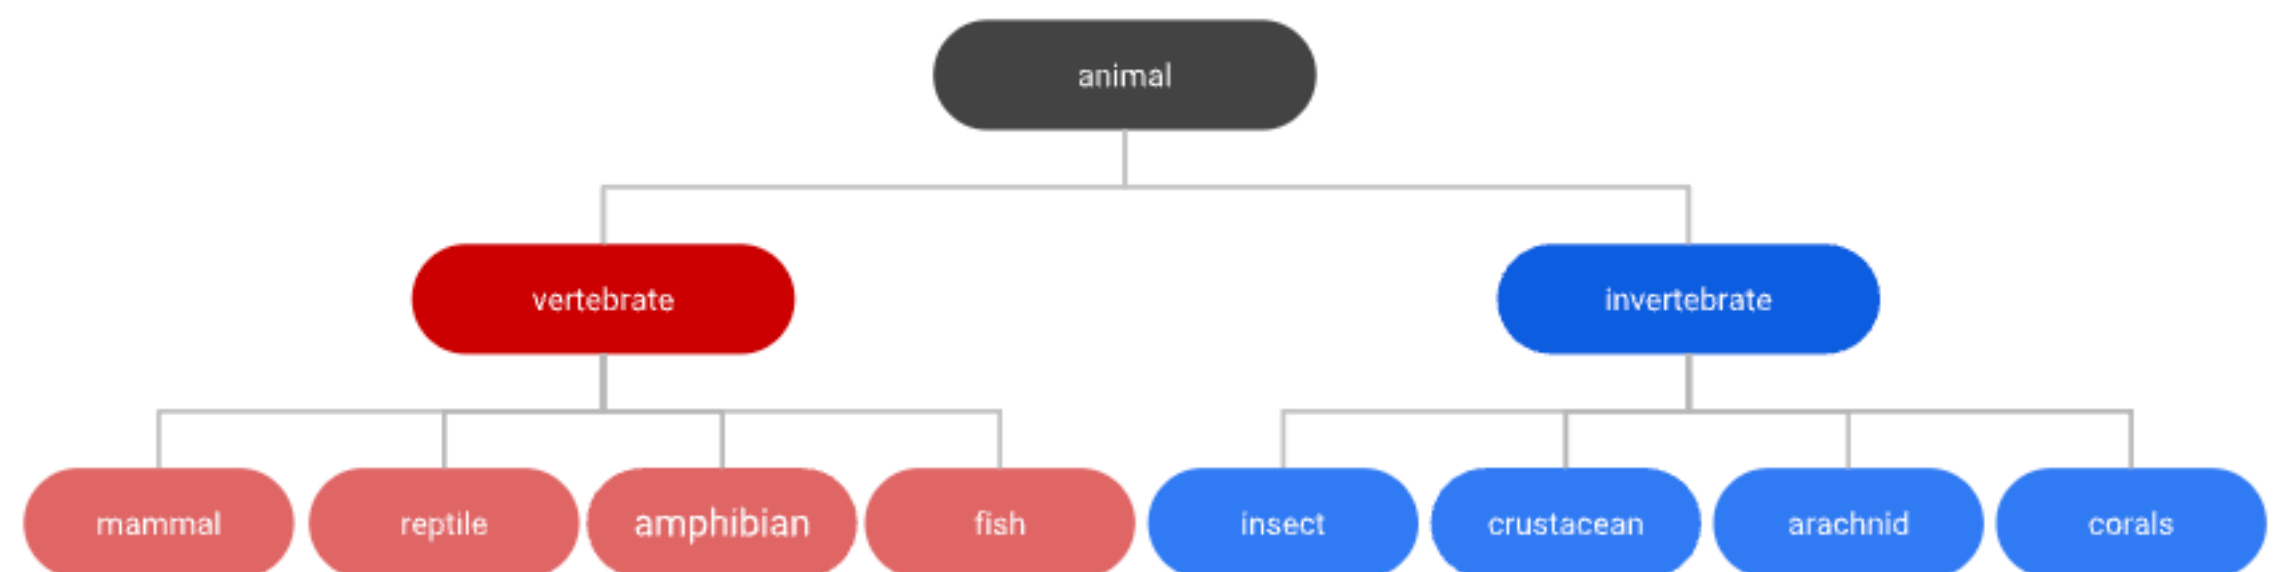 animal
vertebrate
invertebrate
mammal
reptile
amphibian
fish
insect
crustacean
arachnid
corals